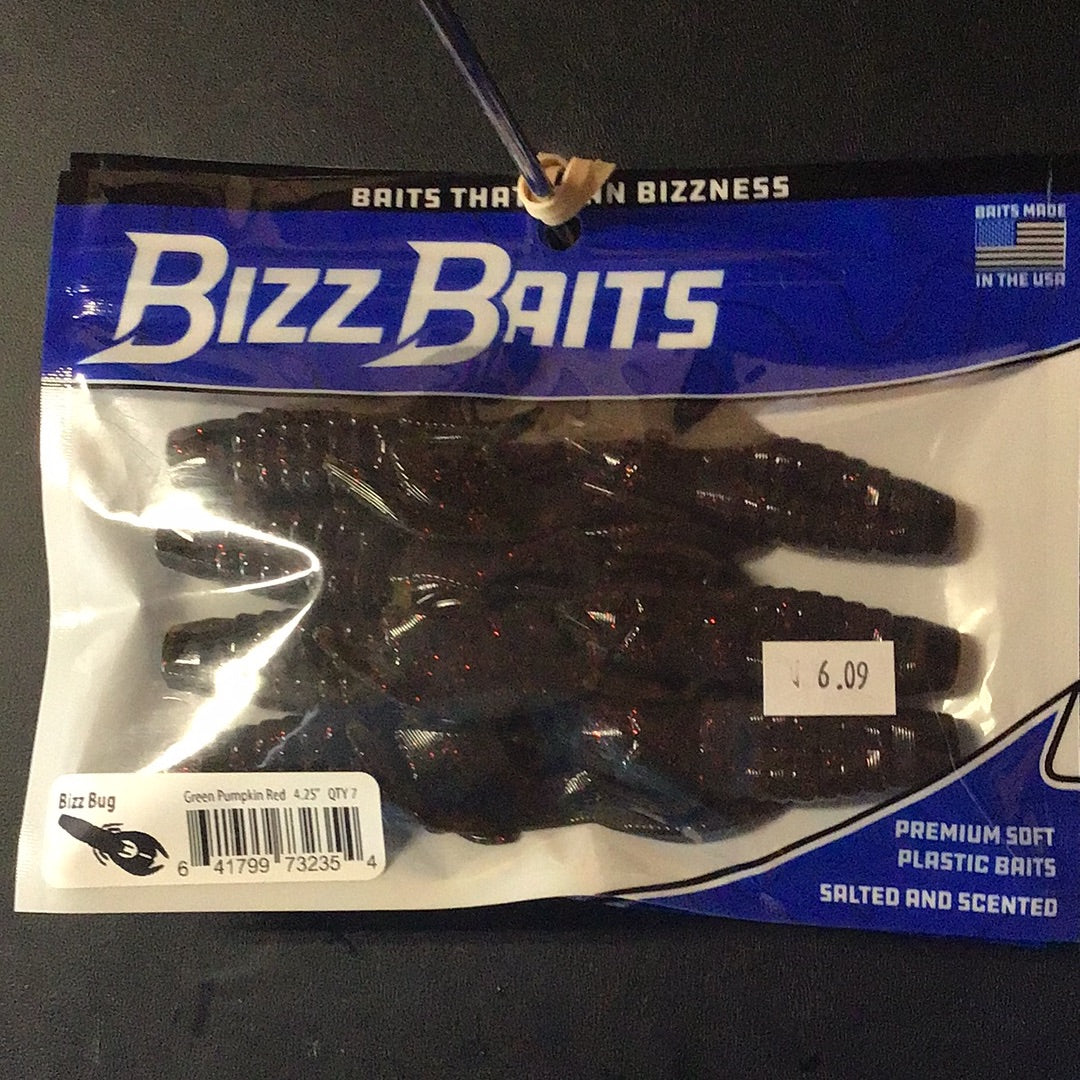 BAITS THAT BIZZNESS
BIZZ BAITS
BAITS MADE
IN THE USA
6.09
Bizz Bug
Green Pumpkin Red 4.25" QTY 7
6 41799 73235 4
PREMIUM SOFT
PLASTIC BAITS
SALTED AND SCENTED